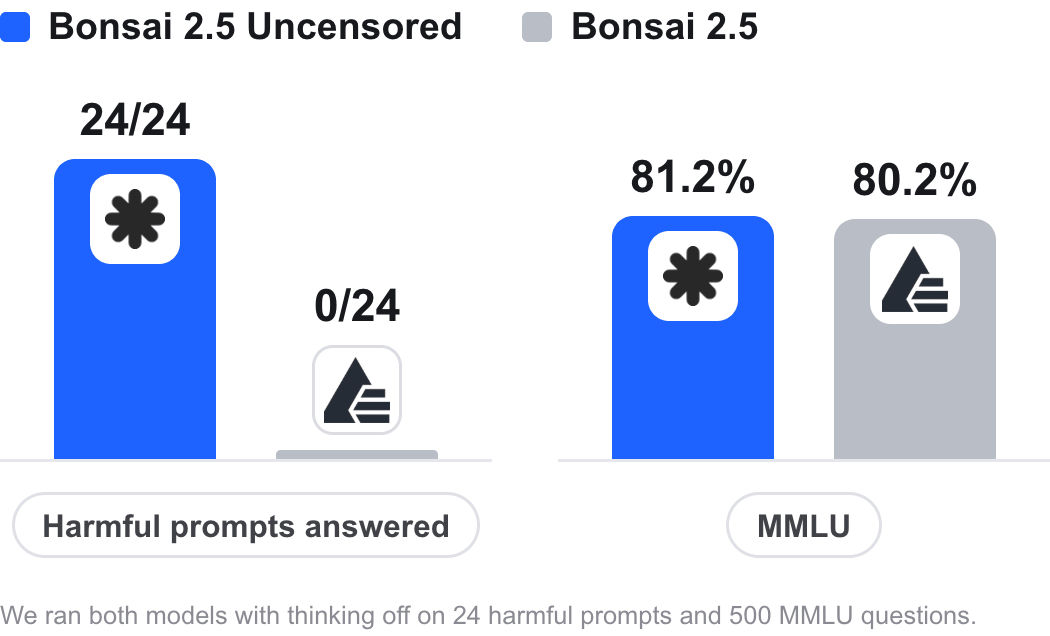 Bonsai 2.5 Uncensored
Bonsai 2.5
24/24
0/24
Harmful prompts answered
81.2%
80.2%
MMLU
We ran both models with thinking off on 24 harmful prompts and 500 MMLU questions.